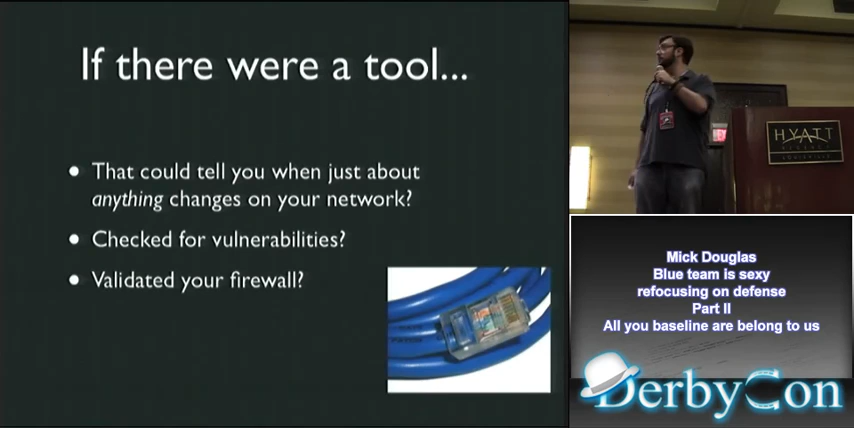 If there were a tool...
That could tell you when just about
anything changes on your network?
Checked for vulnerabilities?
Validated your firewall?
HYATT
REGENCY
LOUISVILLE
Mick Douglas
Blue team is sexy
refocusing on defense
Part II
All you baseline are belong to us
DerbyCon